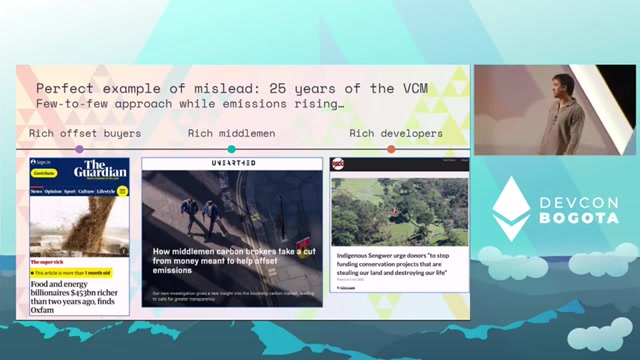 Perfect example of mislead: 25 years of the VCM
Few-to-few approach while emissions rising…
Rich offset buyers
Rich middlemen
Rich developers
Sign in
Contribute
The Guardian
News Opinion Sport Culture Lifestyle
The super-rich
This article is more than 1 month old
Food and energy
billionaires $453bn richer
than two years ago, finds
Oxfam
UNEARTHED
How middlemen carbon brokers take a cut
from money meant to help offset
emissions
Our new investigation gives a new insight into the booming carbon market, leading
to calls for greater transparency
Indigenous Sengwer urge donors "to stop
funding conservation projects that are
stealing our land and destroying our life"
DEVCON
BOGOTA